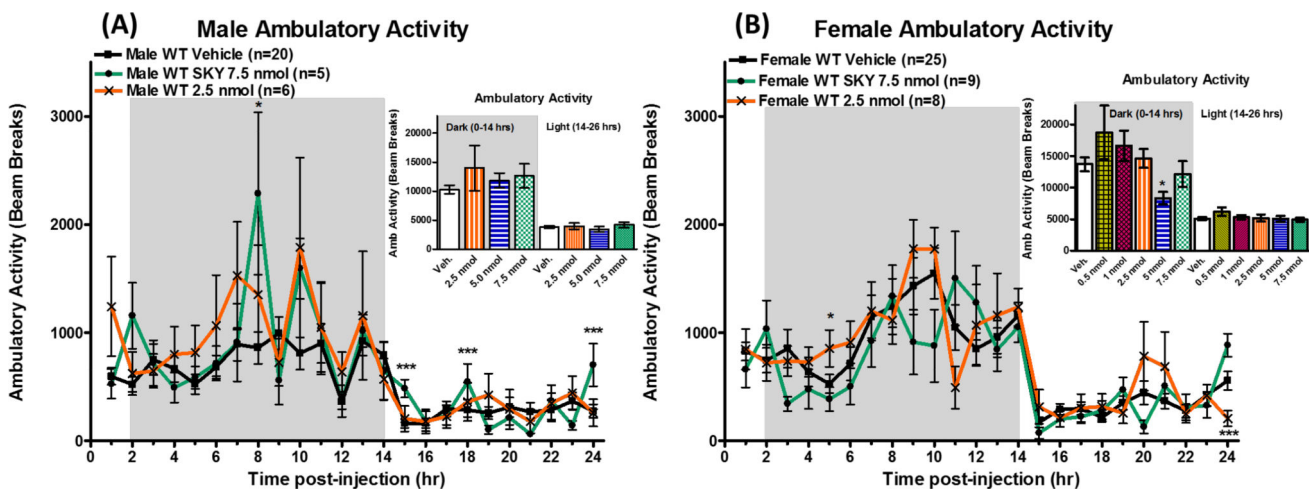 (A) Male Ambulatory Activity
Male WT Vehicle (n=20)
Male WT SKY 7.5 nmol (n=5)
Male WT 2.5 nmol (n=6)
Ambulatory Activity (Beam Breaks)
3000
2000
1000
0
0 2 4 6 8 10 12 14 16 18 20 22 24
Time post-injection (hr)
*
***
***
***
Ambulatory Activity
Dark (0-14 hrs) Light (14-26 hrs)
Amb Activity (Beam Breaks)
20000
15000
10000
5000
0
Veh.
2.5 nmol
5.0 nmol
7.5 nmol
Veh.
2.5 nmol
5.0 nmol
7.5 nmol
(B) Female Ambulatory Activity
Female WT Vehicle (n=25)
Female WT SKY 7.5 nmol (n=9)
Female WT 2.5 nmol (n=8)
Ambulatory Activity (Beam Breaks)
3000
2000
1000
0
0 2 4 6 8 10 12 14 16 18 20 22 24
Time post-injection (hr)
*
***
Ambulatory Activity
Dark (0-14 hrs) Light (14-26 hrs)
Amb Activity (Beam Breaks)
20000
15000
10000
5000
0
*
Veh.
0.5 nmol
1 nmol
2.5 nmol
5 nmol
7.5 nmol
Veh.
0.5 nmol
1 nmol
2.5 nmol
5 nmol
7.5 nmol